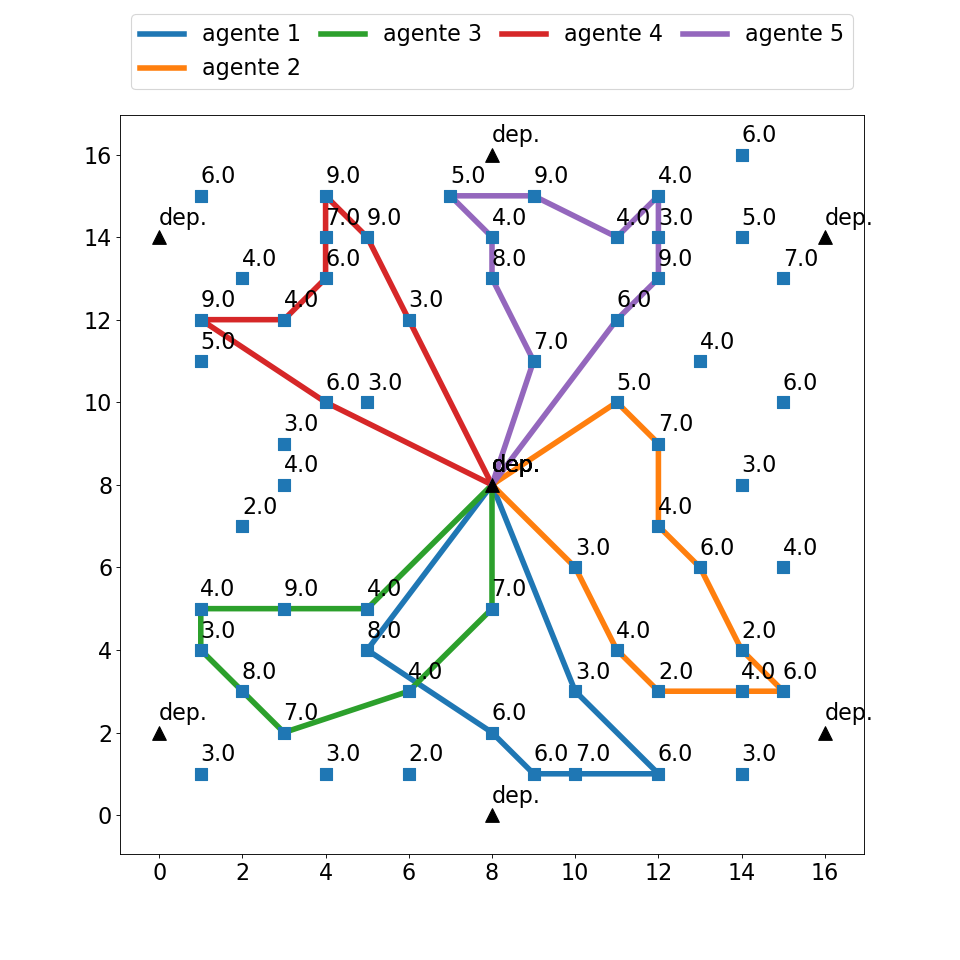 agente 1 agente 3 agente 4 agente 5
agente 2
dep. 6.0
6.0 9.0 5.0 9.0 4.0
dep. 7.0 9.0 4.0 4.0 3.0 5.0 dep.
4.0 6.0 8.0 9.0 7.0
9.0 4.0 3.0 6.0
5.0 7.0 4.0
6.0 3.0 5.0 6.0
3.0 7.0
4.0 dep. 3.0
2.0 4.0
3.0 6.0 4.0
4.0 9.0 4.0 7.0
3.0 8.0 4.0 2.0
8.0 4.0 3.0 2.0 4.0 6.0
dep. 7.0 6.0 dep.
3.0 3.0 2.0 6.0 7.0 6.0 3.0
dep.
16
14
12
10
8
6
4
2
0
0 2 4 6 8 10 12 14 16